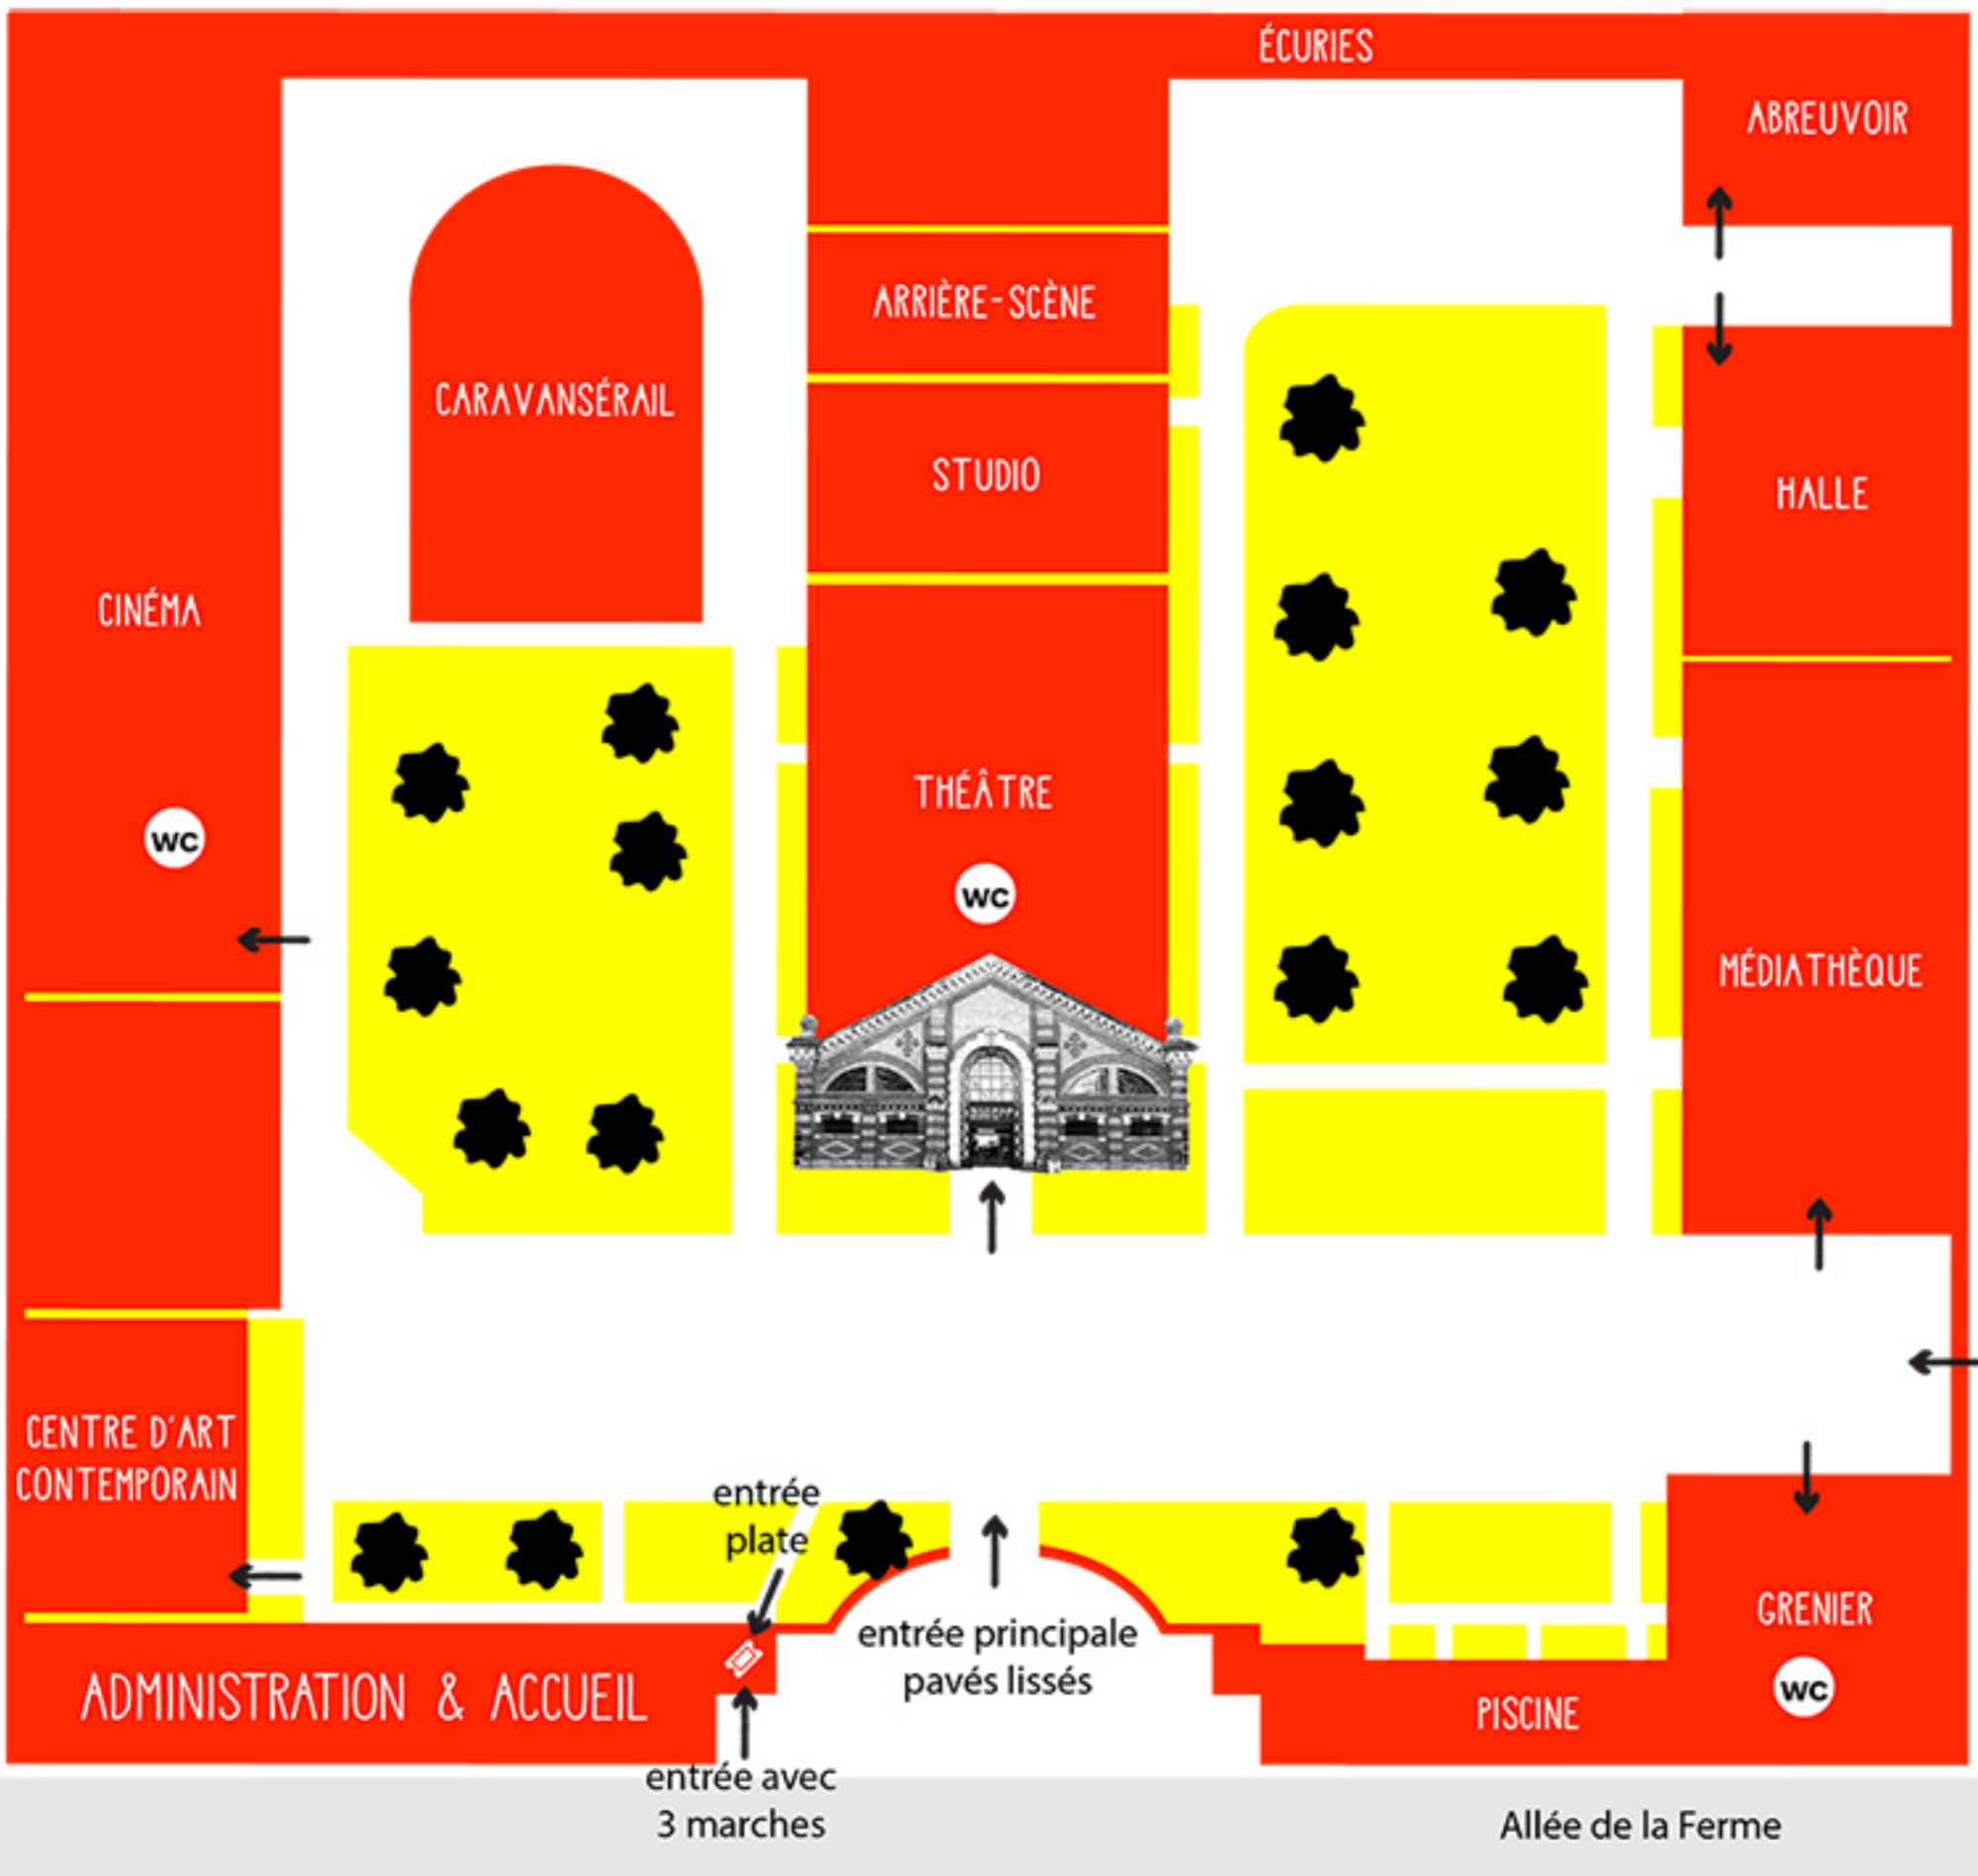 ÉCURIES
ABREUVOIR
ARRIÈRE-SCÈNE
CARAVANSÉRAIL
STUDIO
HALLE
CINÉMA
THÉÂTRE
WC
WC
MÉDIATHÈQUE
CENTRE D'ART
CONTEMPORAIN
entrée
plate
entrée principale
pavés lissés
GRENIER
WC
ADMINISTRATION & ACCUEIL
PISCINE
entrée avec
3 marches
Allée de la Ferme